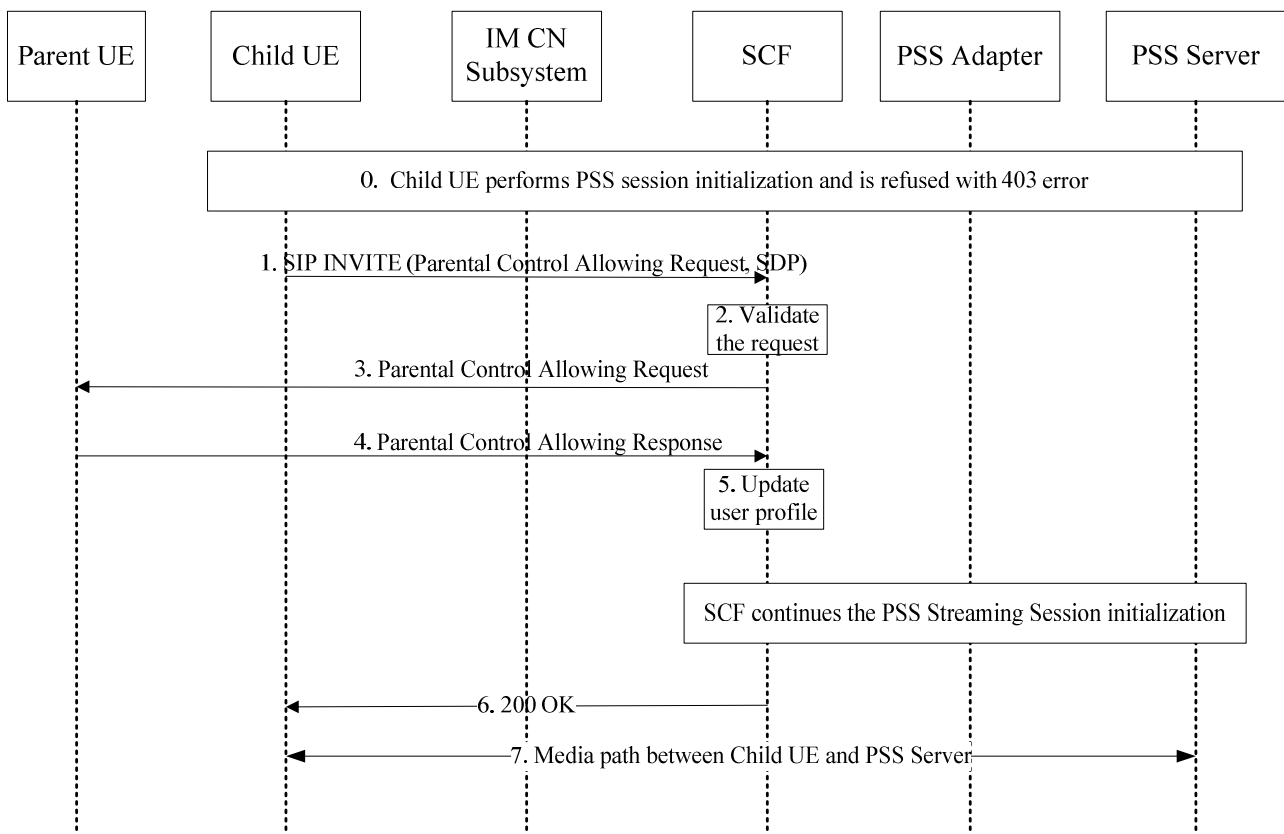 Parent UE
Child UE
IM CN
Subsystem
SCF
PSS Adapter
PSS Server
0. Child UE performs PSS session initialization and is refused with 403 error
1. SIP INVITE (Parental Control Allowing Request, SDP)
2. Validate
the request
3. Parental Control Allowing Request
4. Parental Control Allowing Response
5. Update
user profile
SCF continues the PSS Streaming Session initialization
6. 200 OK
7. Media path between Child UE and PSS Server